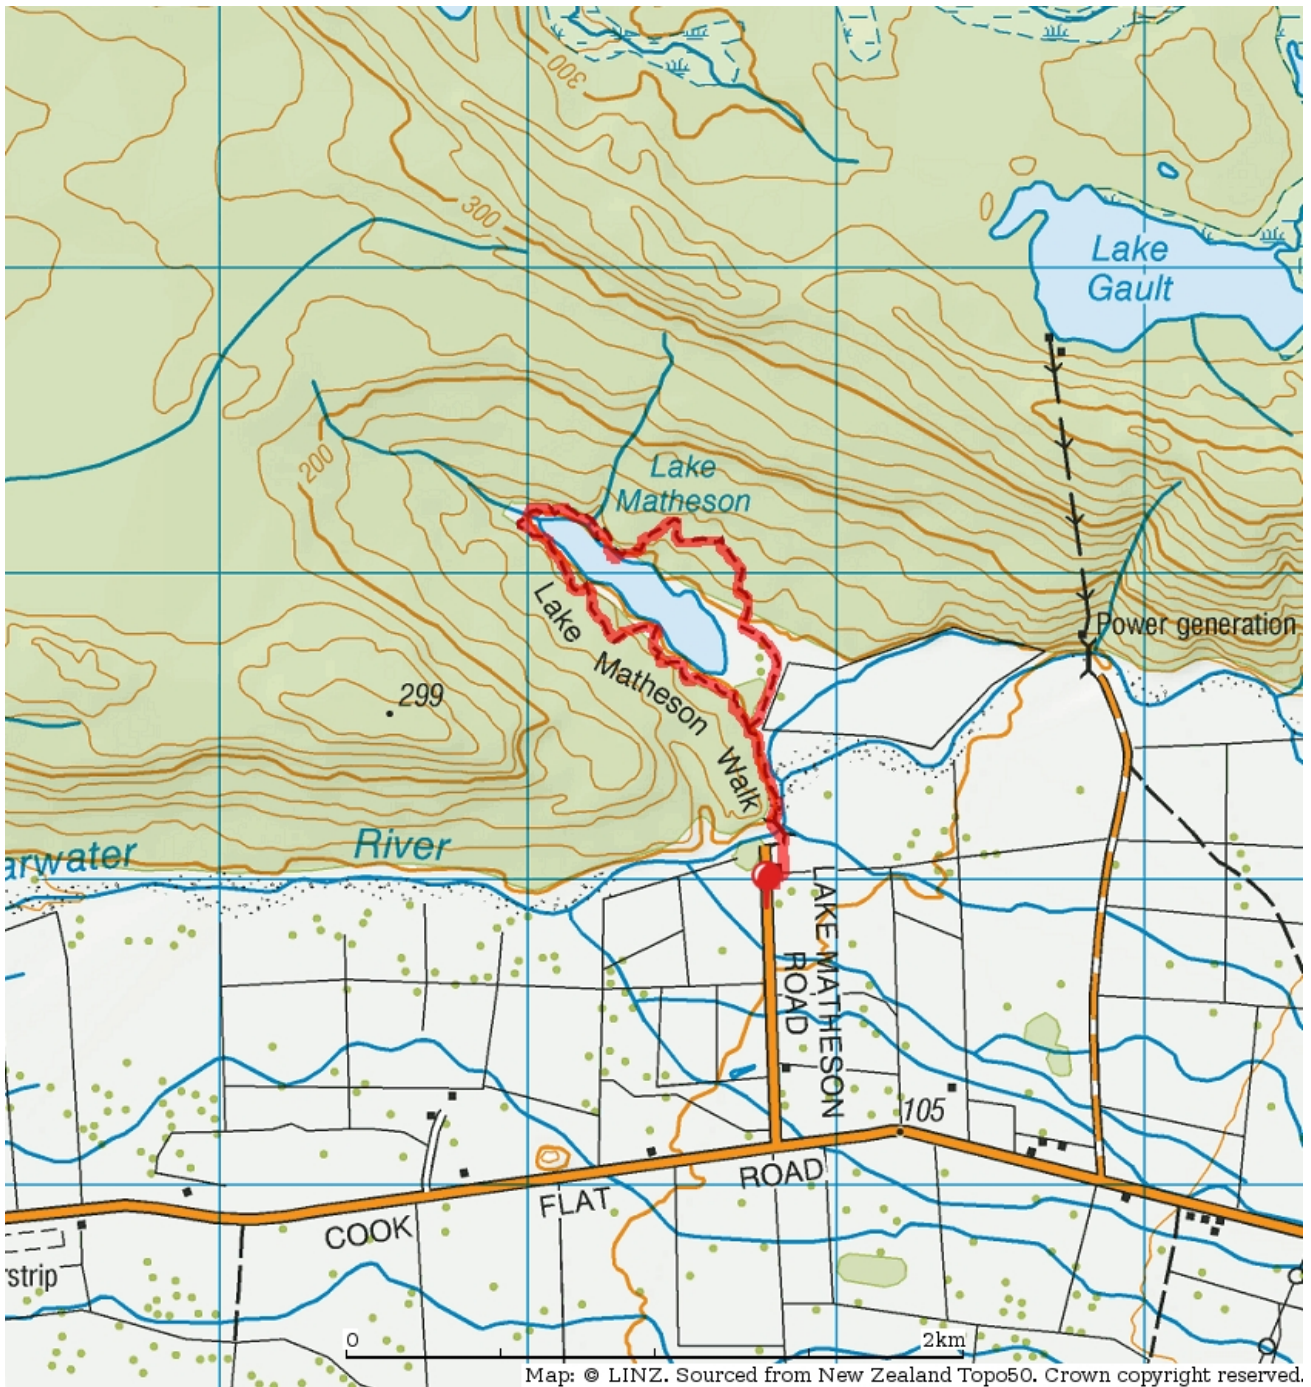 300
300
Lake
Gault
200
Lake
Matheson
Power generation
Lake Matheson Walk
299
arwater River
LAKE MATHESON
ROAD
105
COOK FLAT ROAD
strip
0 2km
Map: © LINZ. Sourced from New Zealand Topo50. Crown copyright reserved.